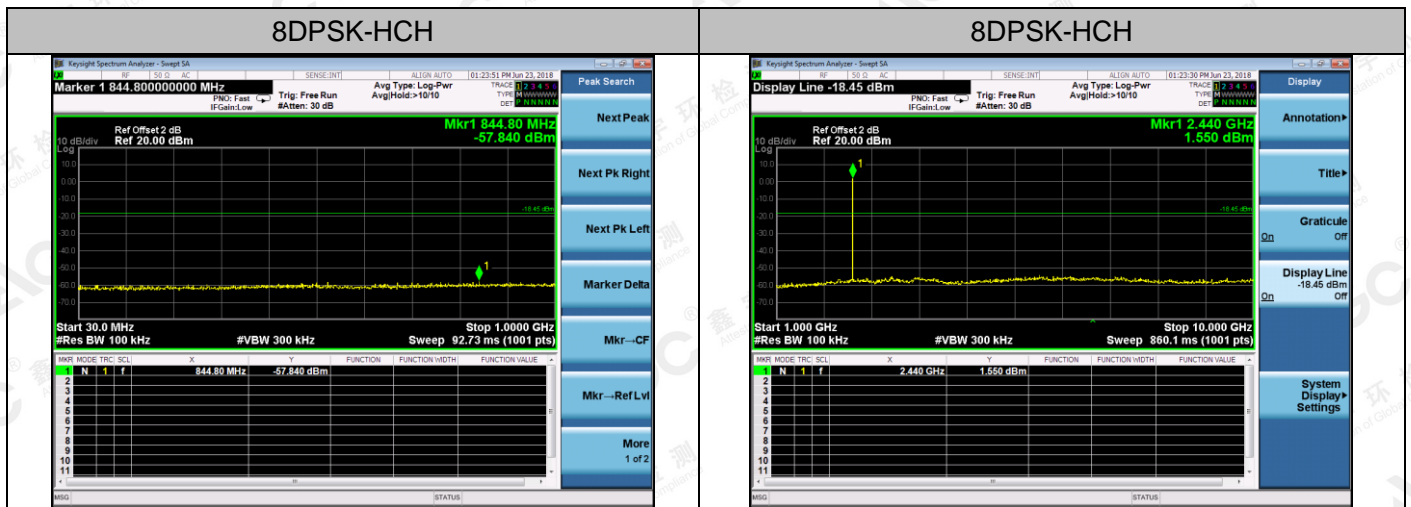 8DPSK-HCH
8DPSK-HCH
Keysight Spectrum Analyzer - Swept SA
RF 50 Ω AC SENSE:INT ALIGN AUTO 01:23:51 PM Jun 23, 2018
Marker 1 844.800000000 MHz
PNO: Fast
IFGain:Low
Trig: Free Run
#Atten: 30 dB
Avg Type: Log-Pwr
Avg|Hold:>10/10
TRACE 1 2 3 4 5 6
TYPE M WWWWW
DET P N N N N N
Ref Offset 2 dB
Ref 20.00 dBm
10 dB/div
Log
Mkr1 844.80 MHz
-57.840 dBm
10.0
0.00
-10.0
-20.0
-30.0
-40.0
-50.0
-60.0
-70.0
-18.45 dBm
1
Start 30.0 MHz
#Res BW 100 kHz
#VBW 300 kHz
Stop 1.0000 GHz
Sweep 92.73 ms (1001 pts)
MKR MODE TRC SCL X Y FUNCTION FUNCTION WIDTH FUNCTION VALUE
1 N 1 f 844.80 MHz -57.840 dBm
2
3
4
5
6
7
8
9
10
11
MSG STATUS
Peak Search
Next Peak
Next Pk Right
Next Pk Left
Marker Delta
Mkr→CF
Mkr→Ref Lvl
More
1 of 2
Keysight Spectrum Analyzer - Swept SA
RF 50 Ω AC SENSE:INT ALIGN AUTO 01:23:30 PM Jun 23, 2018
Display Line -18.45 dBm
PNO: Fast
IFGain:Low
Trig: Free Run
#Atten: 30 dB
Avg Type: Log-Pwr
Avg|Hold:>10/10
TRACE 1 2 3 4 5 6
TYPE M WWWWW
DET P N N N N N
Ref Offset 2 dB
Ref 20.00 dBm
10 dB/div
Log
Mkr1 2.440 GHz
1.550 dBm
10.0
0.00
-10.0
-20.0
-30.0
-40.0
-50.0
-60.0
-70.0
-18.45 dBm
1
Start 1.000 GHz
#Res BW 100 kHz
#VBW 300 kHz
Stop 10.000 GHz
Sweep 860.1 ms (1001 pts)
MKR MODE TRC SCL X Y FUNCTION FUNCTION WIDTH FUNCTION VALUE
1 N 1 f 2.440 GHz 1.550 dBm
2
3
4
5
6
7
8
9
10
11
MSG STATUS
Display
Annotation
Title
Graticule
On Off
Display Line
-18.45 dBm
On Off
System
Display
Settings